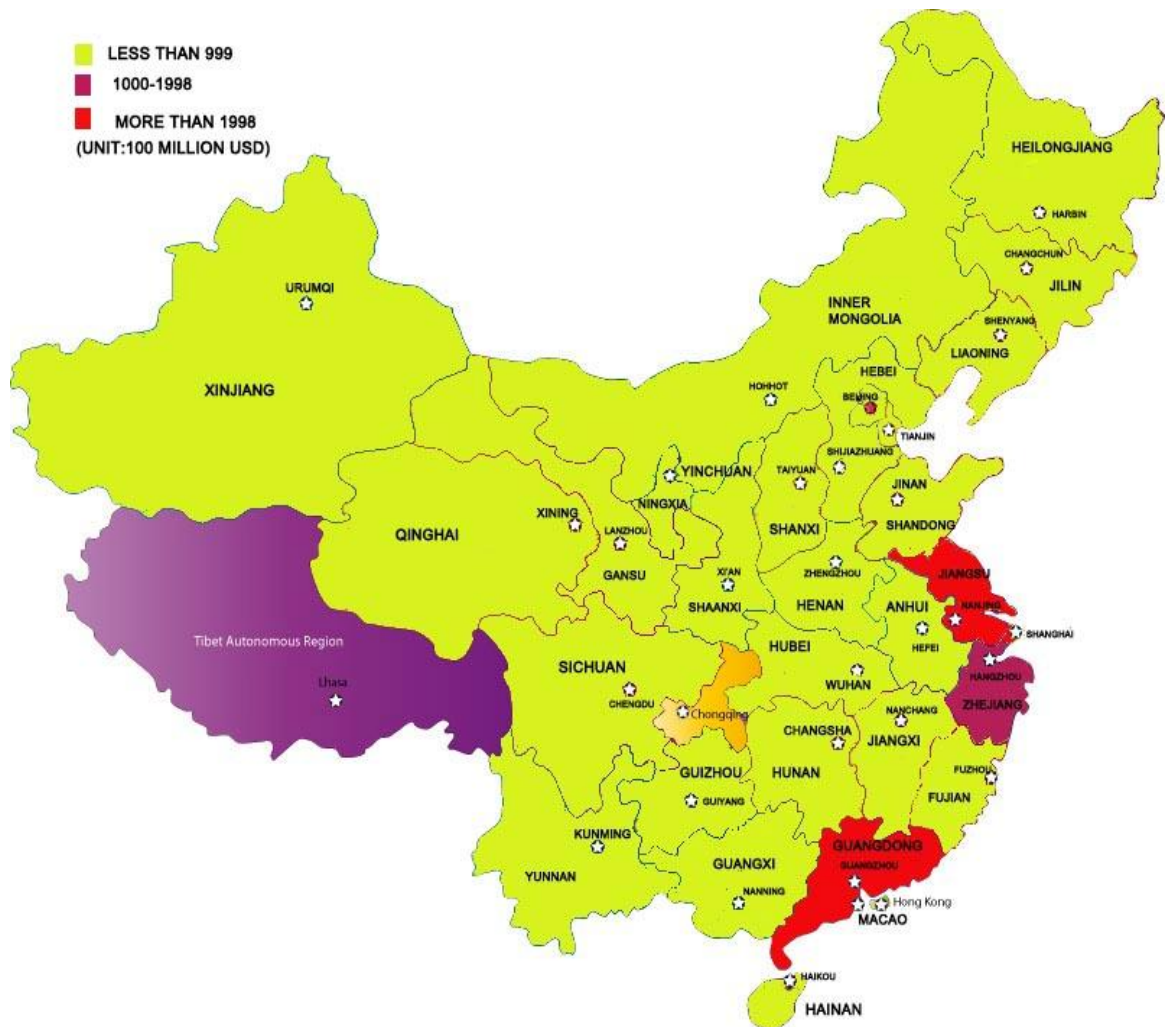 LESS THAN 999
1000-1998
MORE THAN 1998
(UNIT:100 MILLION USD)
HEILONGJIANG
HARBIN
CHANGCHUN
JILIN
URUMQI
INNER
MONGOLIA
SHENYANG
LIAONING
HEBEI
XINJIANG
HOHHOT
BEIJING
TIANJIN
SHIJIAZHUANG
YINCHUAN
TAIYUAN
JINAN
NINGXIA
XINING
SHANDONG
QINGHAI
LANZHOU
SHANXI
GANSU
XI'AN
ZHENGZHOU
JIANGSU
SHAANXI
HENAN
ANHUI
NANJING
SHANGHAI
Tibet Autonomous Region
HUBEI
HEFEI
SICHUAN
WUHAN
HANGZHOU
Lhasa
CHENGDU
ZHEJIANG
Chongqing
NANCHANG
CHANGSHA
JIANGXI
GUIZHOU
HUNAN
FUZHOU
GUIYANG
FUJIAN
KUNMING
GUANGDONG
GUANGXI
GUANGZHOU
YUNNAN
NANNING
Hong Kong
MACAO
HAIKOU
HAINAN